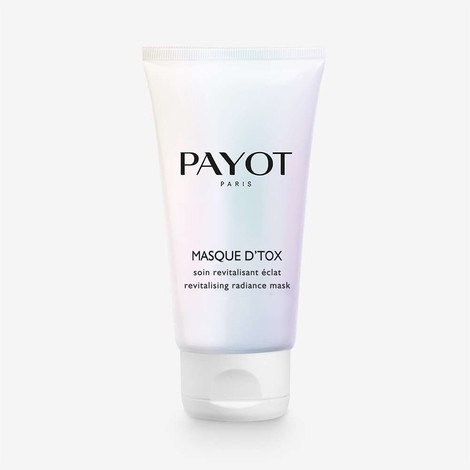 PAYOT
PARIS
MASQUE D'TOX
soin revitalisant éclat
revitalising radiance mask